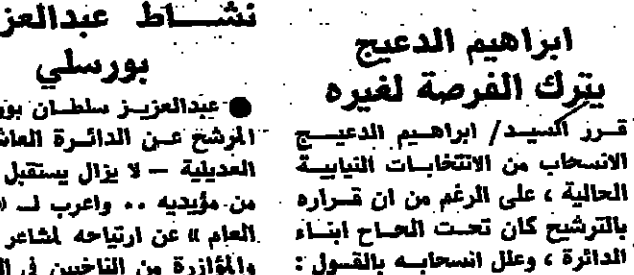 ابراهيم الدعيج
يترك الفرصة لغيره
قرر السيد / ابراهيم الدعيج
الانسحاب من الانتخابات النيابية
الحالية ، على الرغم من ان قراره
بالترشيح كان تحت الحاح ابناء
الدائرة ، وعلل انسحابه بالقول :
نشاط عبدالعز
بورسلي
● عبدالعزيز سلطان بور
المرشح عن الدائرة العاش
العديلية — لا يزال يستقبل
من مؤيديه .. واعرب لـ «
العام » عن ارتياحه لمشاعر
والمؤازرة من الناخبين في ال